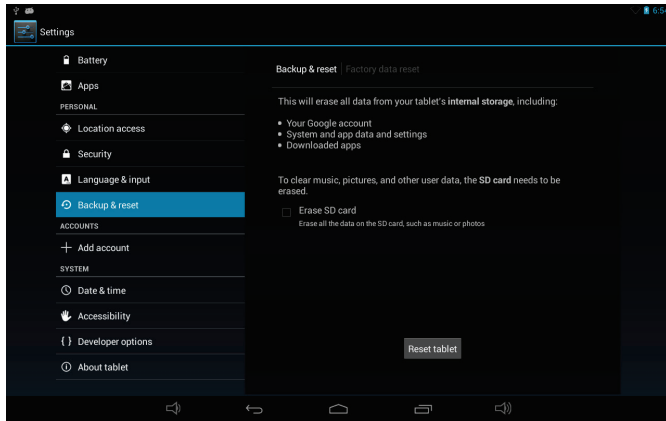 6:54
Settings
Battery
Apps
PERSONAL
Location access
Security
Language & input
Backup & reset
ACCOUNTS
Add account
SYSTEM
Date & time
Accessibility
Developer options
About tablet
Backup & reset Factory data reset
This will erase all data from your tablet's internal storage, including:
• Your Google account
• System and app data and settings
• Downloaded apps
To clear music, pictures, and other user data, the SD card needs to be
erased.
Erase SD card
Erase all the data on the SD card, such as music or photos
Reset tablet